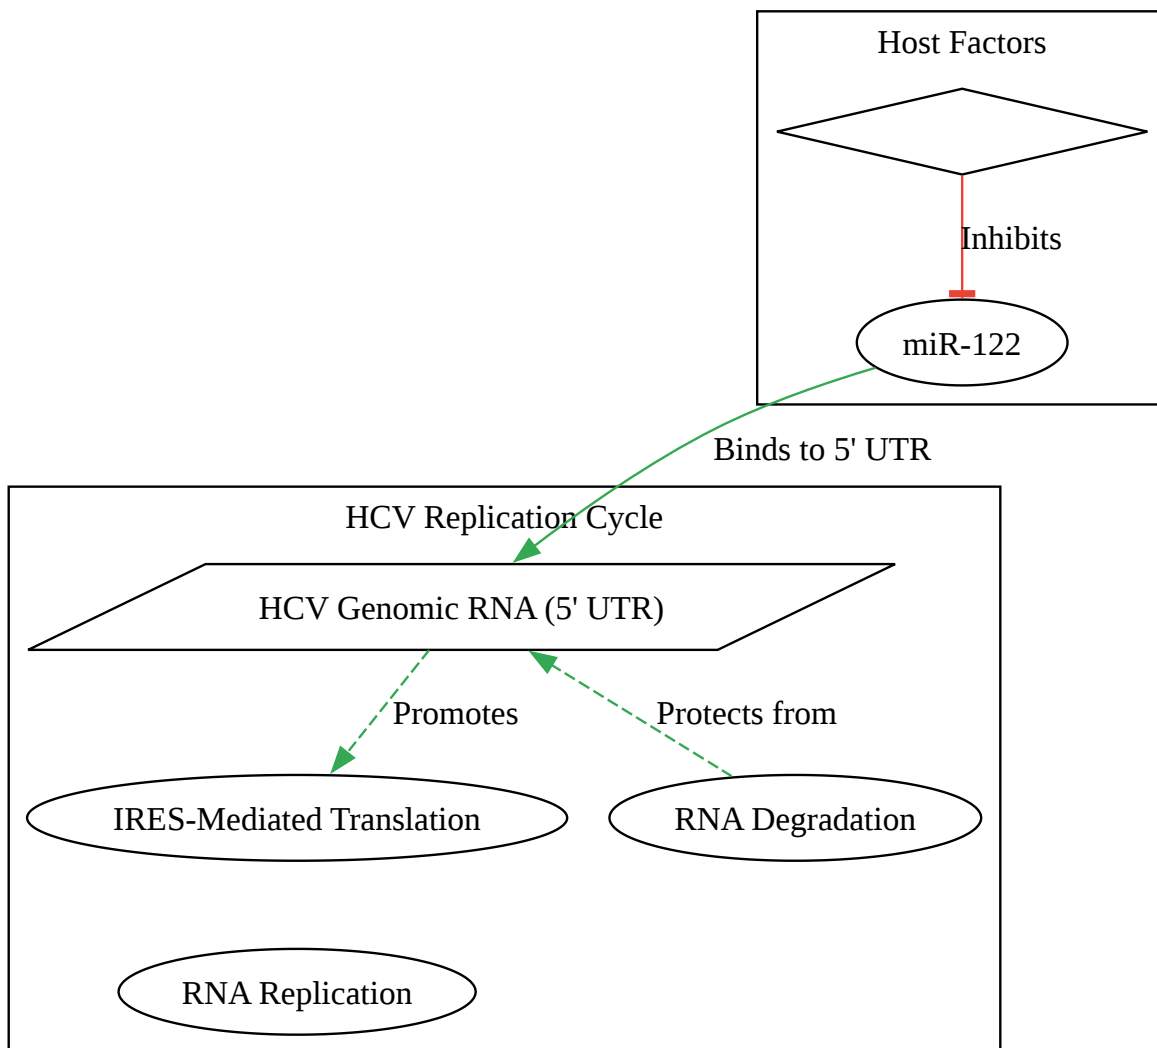 Host Factors
Inhibits
miR-122
Binds to 5' UTR
HCV Replication Cycle
HCV Genomic RNA (5' UTR)
Promotes
Protects from
IRES-Mediated Translation
RNA Degradation
RNA Replication